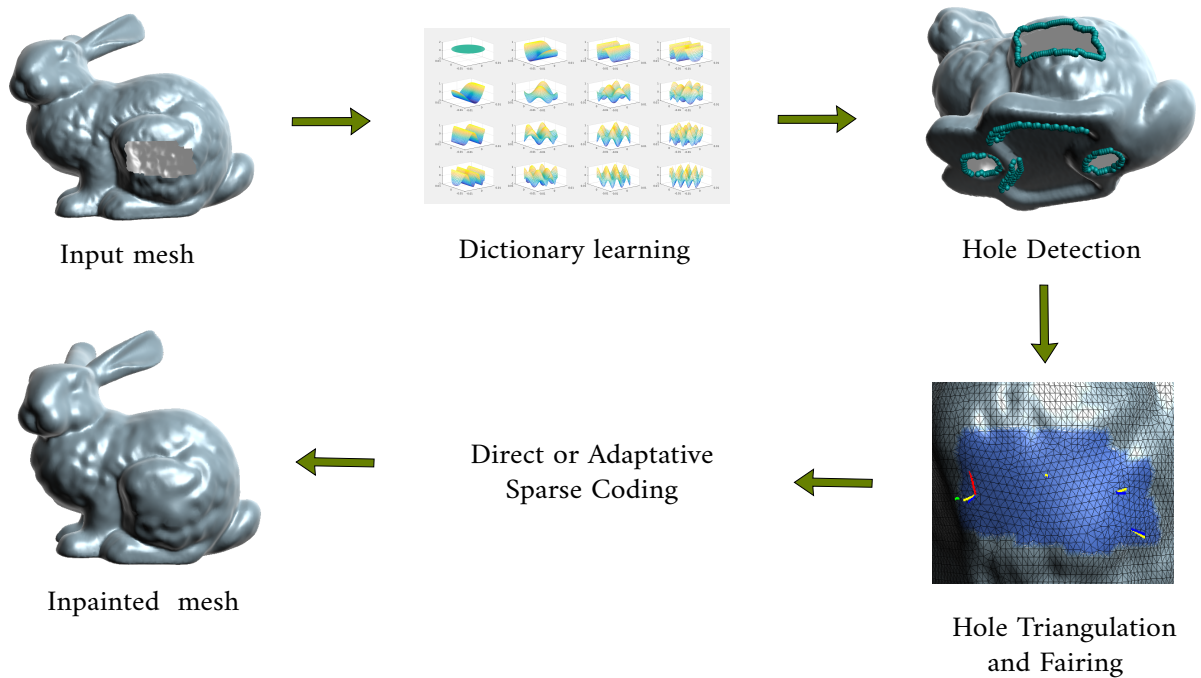 Input mesh
Dictionary learning
Hole Detection
Direct or Adaptative
Sparse Coding
Inpainted mesh
Hole Triangulation
and Fairing